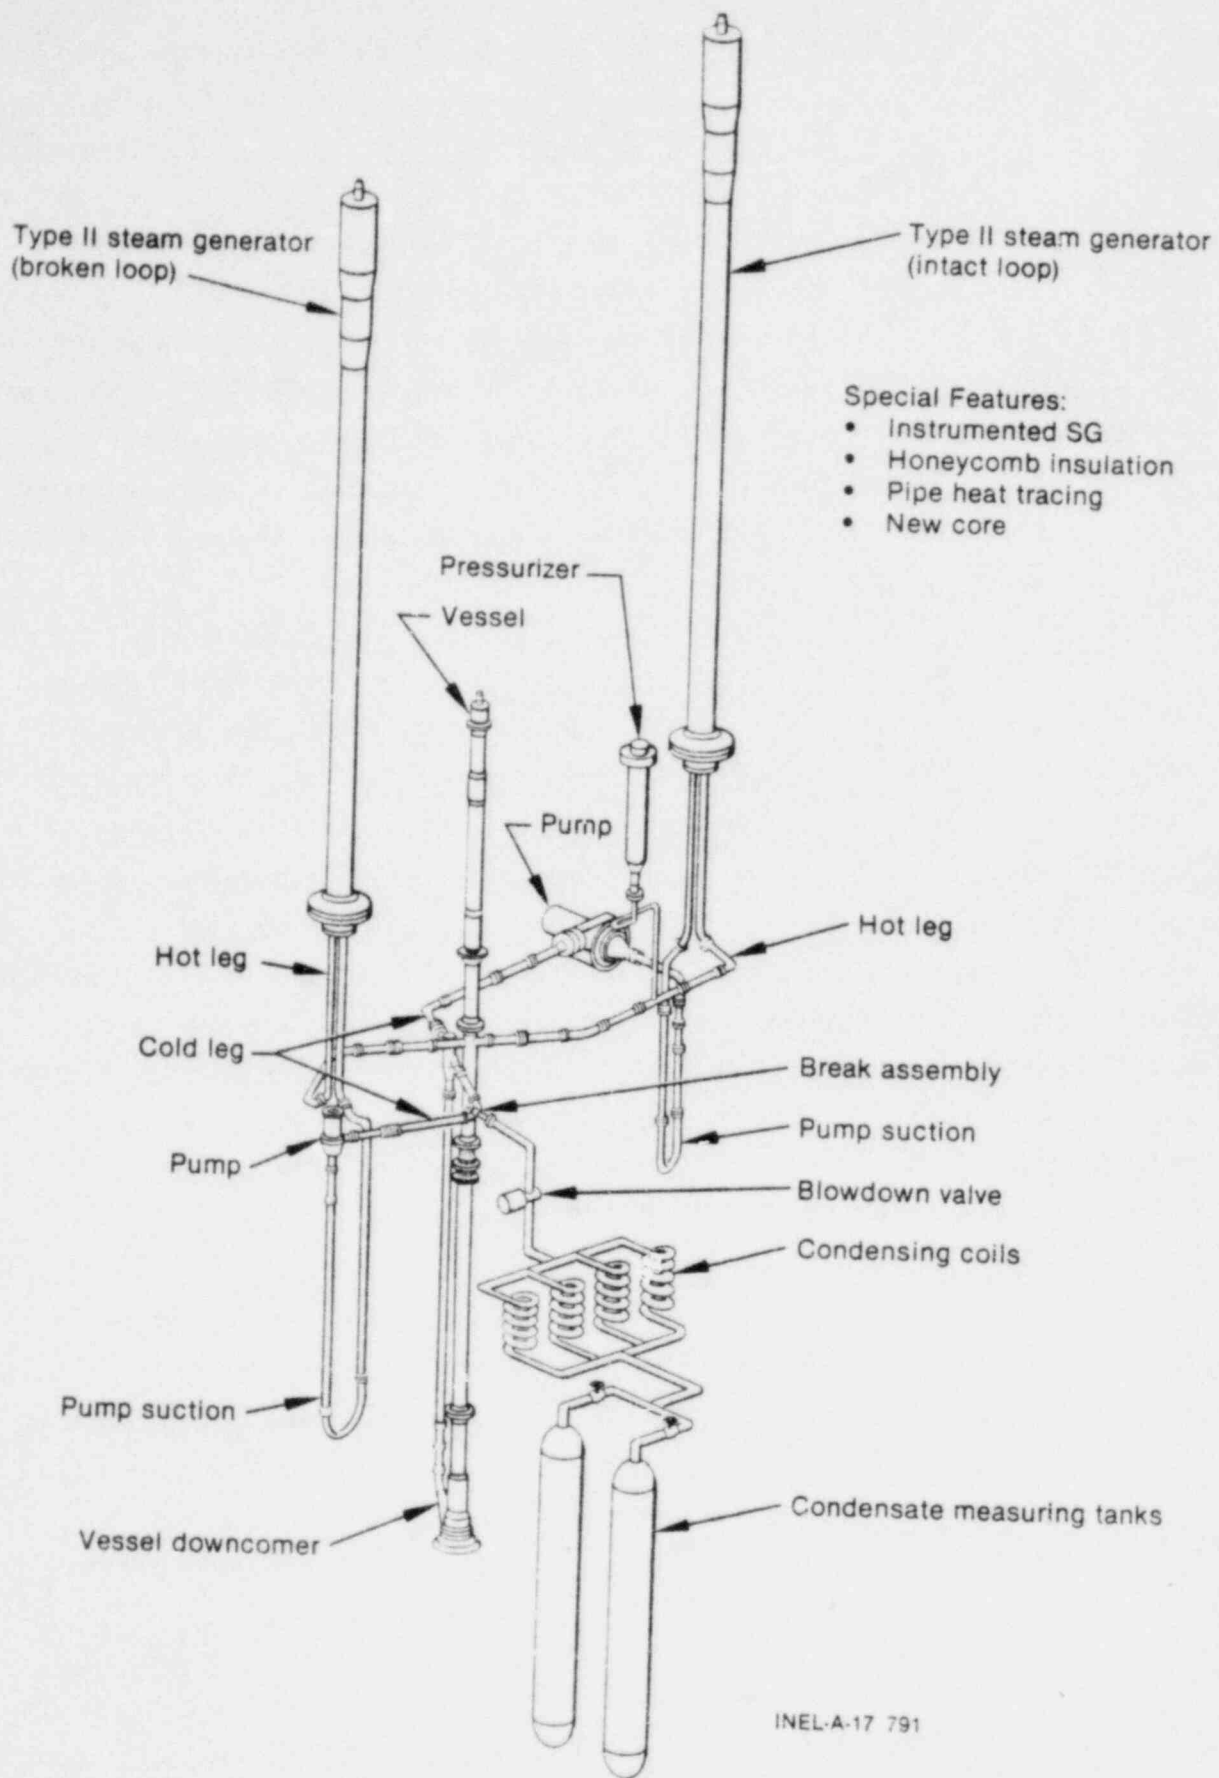 Type II steam generator
(broken loop)
Type II steam generator
(intact loop)
Special Features:
• Instrumented SG
• Honeycomb insulation
• Pipe heat tracing
• New core
Pressurizer
Vessel
Pump
Hot leg
Hot leg
Cold leg
Break assembly
Pump suction
Pump
Blowdown valve
Condensing coils
Pump suction
Condensate measuring tanks
Vessel downcomer
INEL-A-17 791